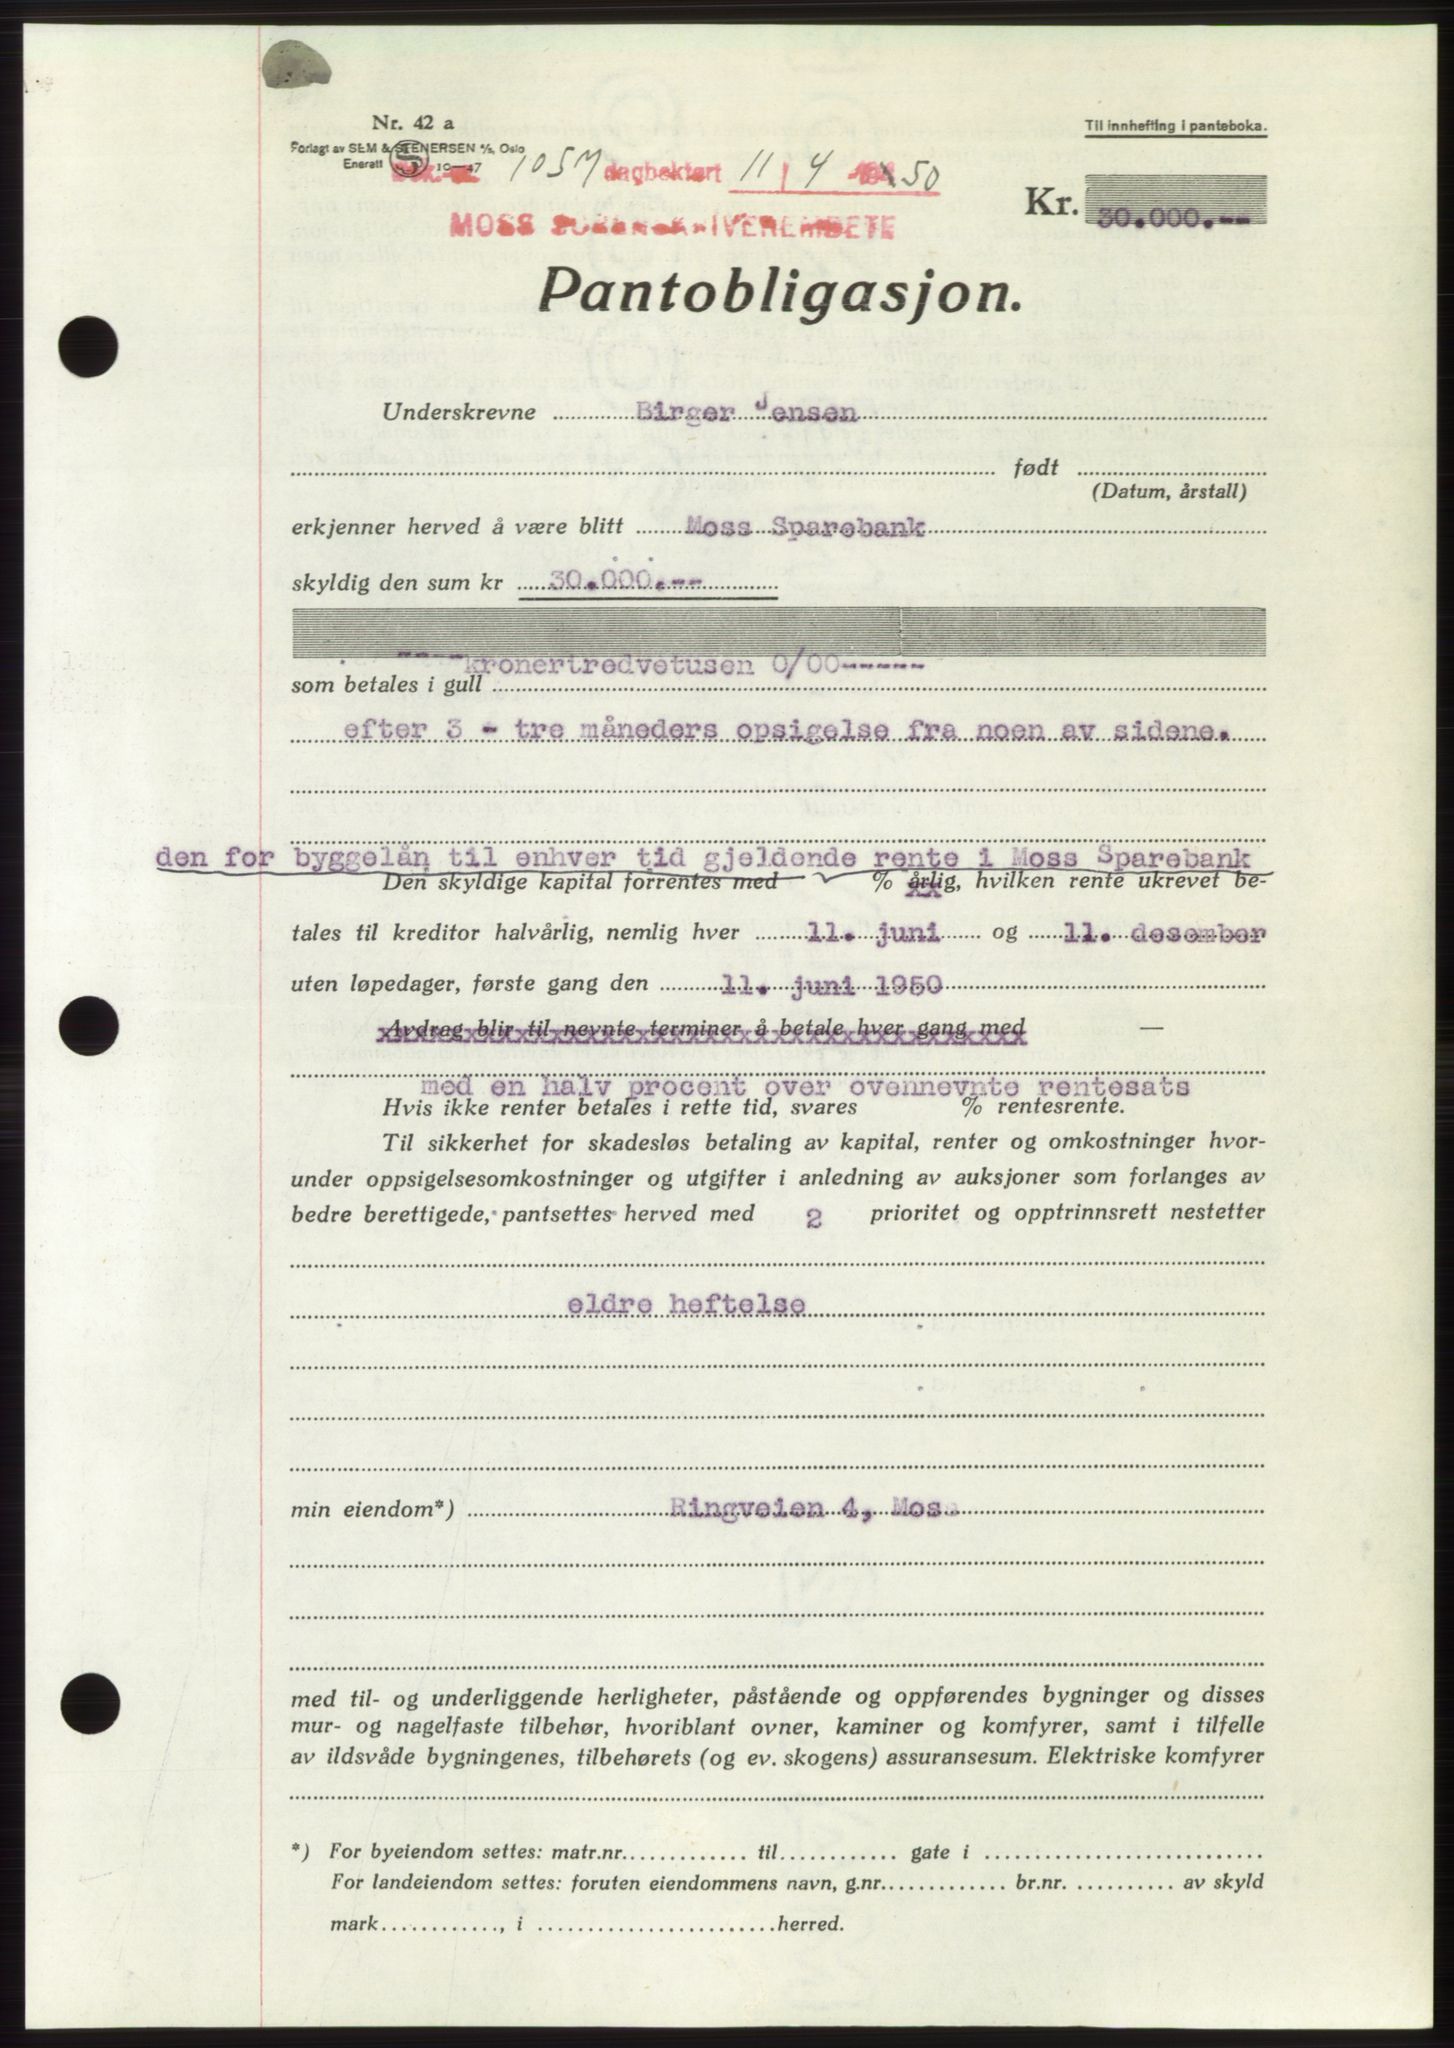 Nr. 42 a
Forlagt av SEM & STENERSEN A/S, Oslo
Enerett 10—47
Til innhefting i panteboka.
1057 dagbokført 11/4 1950
MOSS SORENSKRIVEREMBETE
Kr. 30.000.--
Pantobligasjon.
Underskrevne Birger Jensen
født
(Datum, årstall)
erkjenner herved å være blitt Moss Sparebank
skyldig den sum kr 30.000.--
----kronertredvetusen 0/00------
som betales i gull
efter 3 - tre måneders opsigelse fra noen av sidene.
den for byggelån til enhver tid gjeldende rente i Moss Sparebank
Den skyldige kapital forrentes med % årlig, hvilken rente ukrevet be-
tales til kreditor halvårlig, nemlig hver 11. juni og 11. desember
uten løpedager, første gang den 11. juni 1950
Avdrag blir til nevnte terminer å betale hver gang med —
med en halv procent over ovennevnte rentesats
Hvis ikke renter betales i rette tid, svares % rentesrente.
Til sikkerhet for skadesløs betaling av kapital, renter og omkostninger hvor-
under oppsigelsesomkostninger og utgifter i anledning av auksjoner som forlanges av
bedre berettigede, pantsettes herved med 2 prioritet og opptrinnsrett nestetter
eldre heftelse
min eiendom*) Ringveien 4, Moss
med til- og underliggende herligheter, påstående og oppførendes bygninger og disses
mur- og nagelfaste tilbehør, hvoriblant ovner, kaminer og komfyrer, samt i tilfelle
av ildsvåde bygningenes, tilbehørets (og ev. skogens) assuransesum. Elektriske komfyrer
*) For byeiendom settes: matr.nr. til gate i
For landeiendom settes: foruten eiendommens navn, g.nr. br.nr. av skyld
mark , i herred.